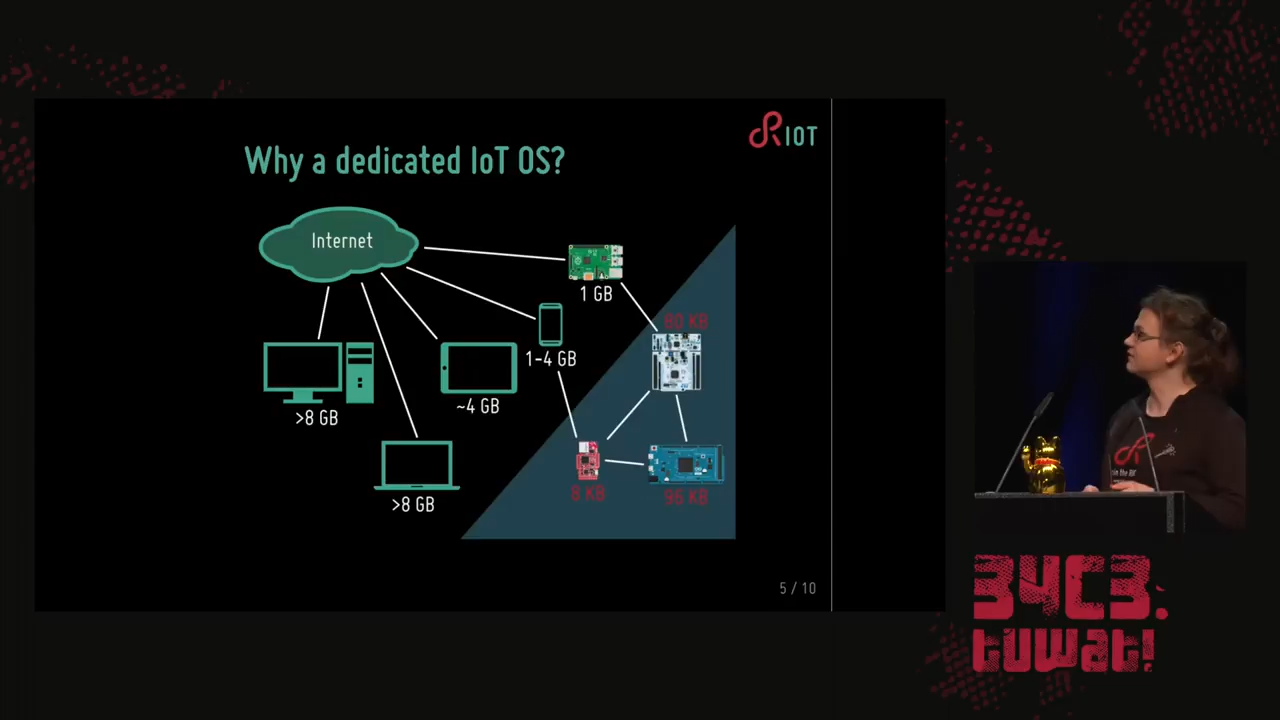 RIOT
Why a dedicated IoT OS?
Internet
1 GB
80 KB
1-4 GB
>8 GB
~4 GB
8 KB
96 KB
>8 GB
5 / 10
34C3.
tuwat!